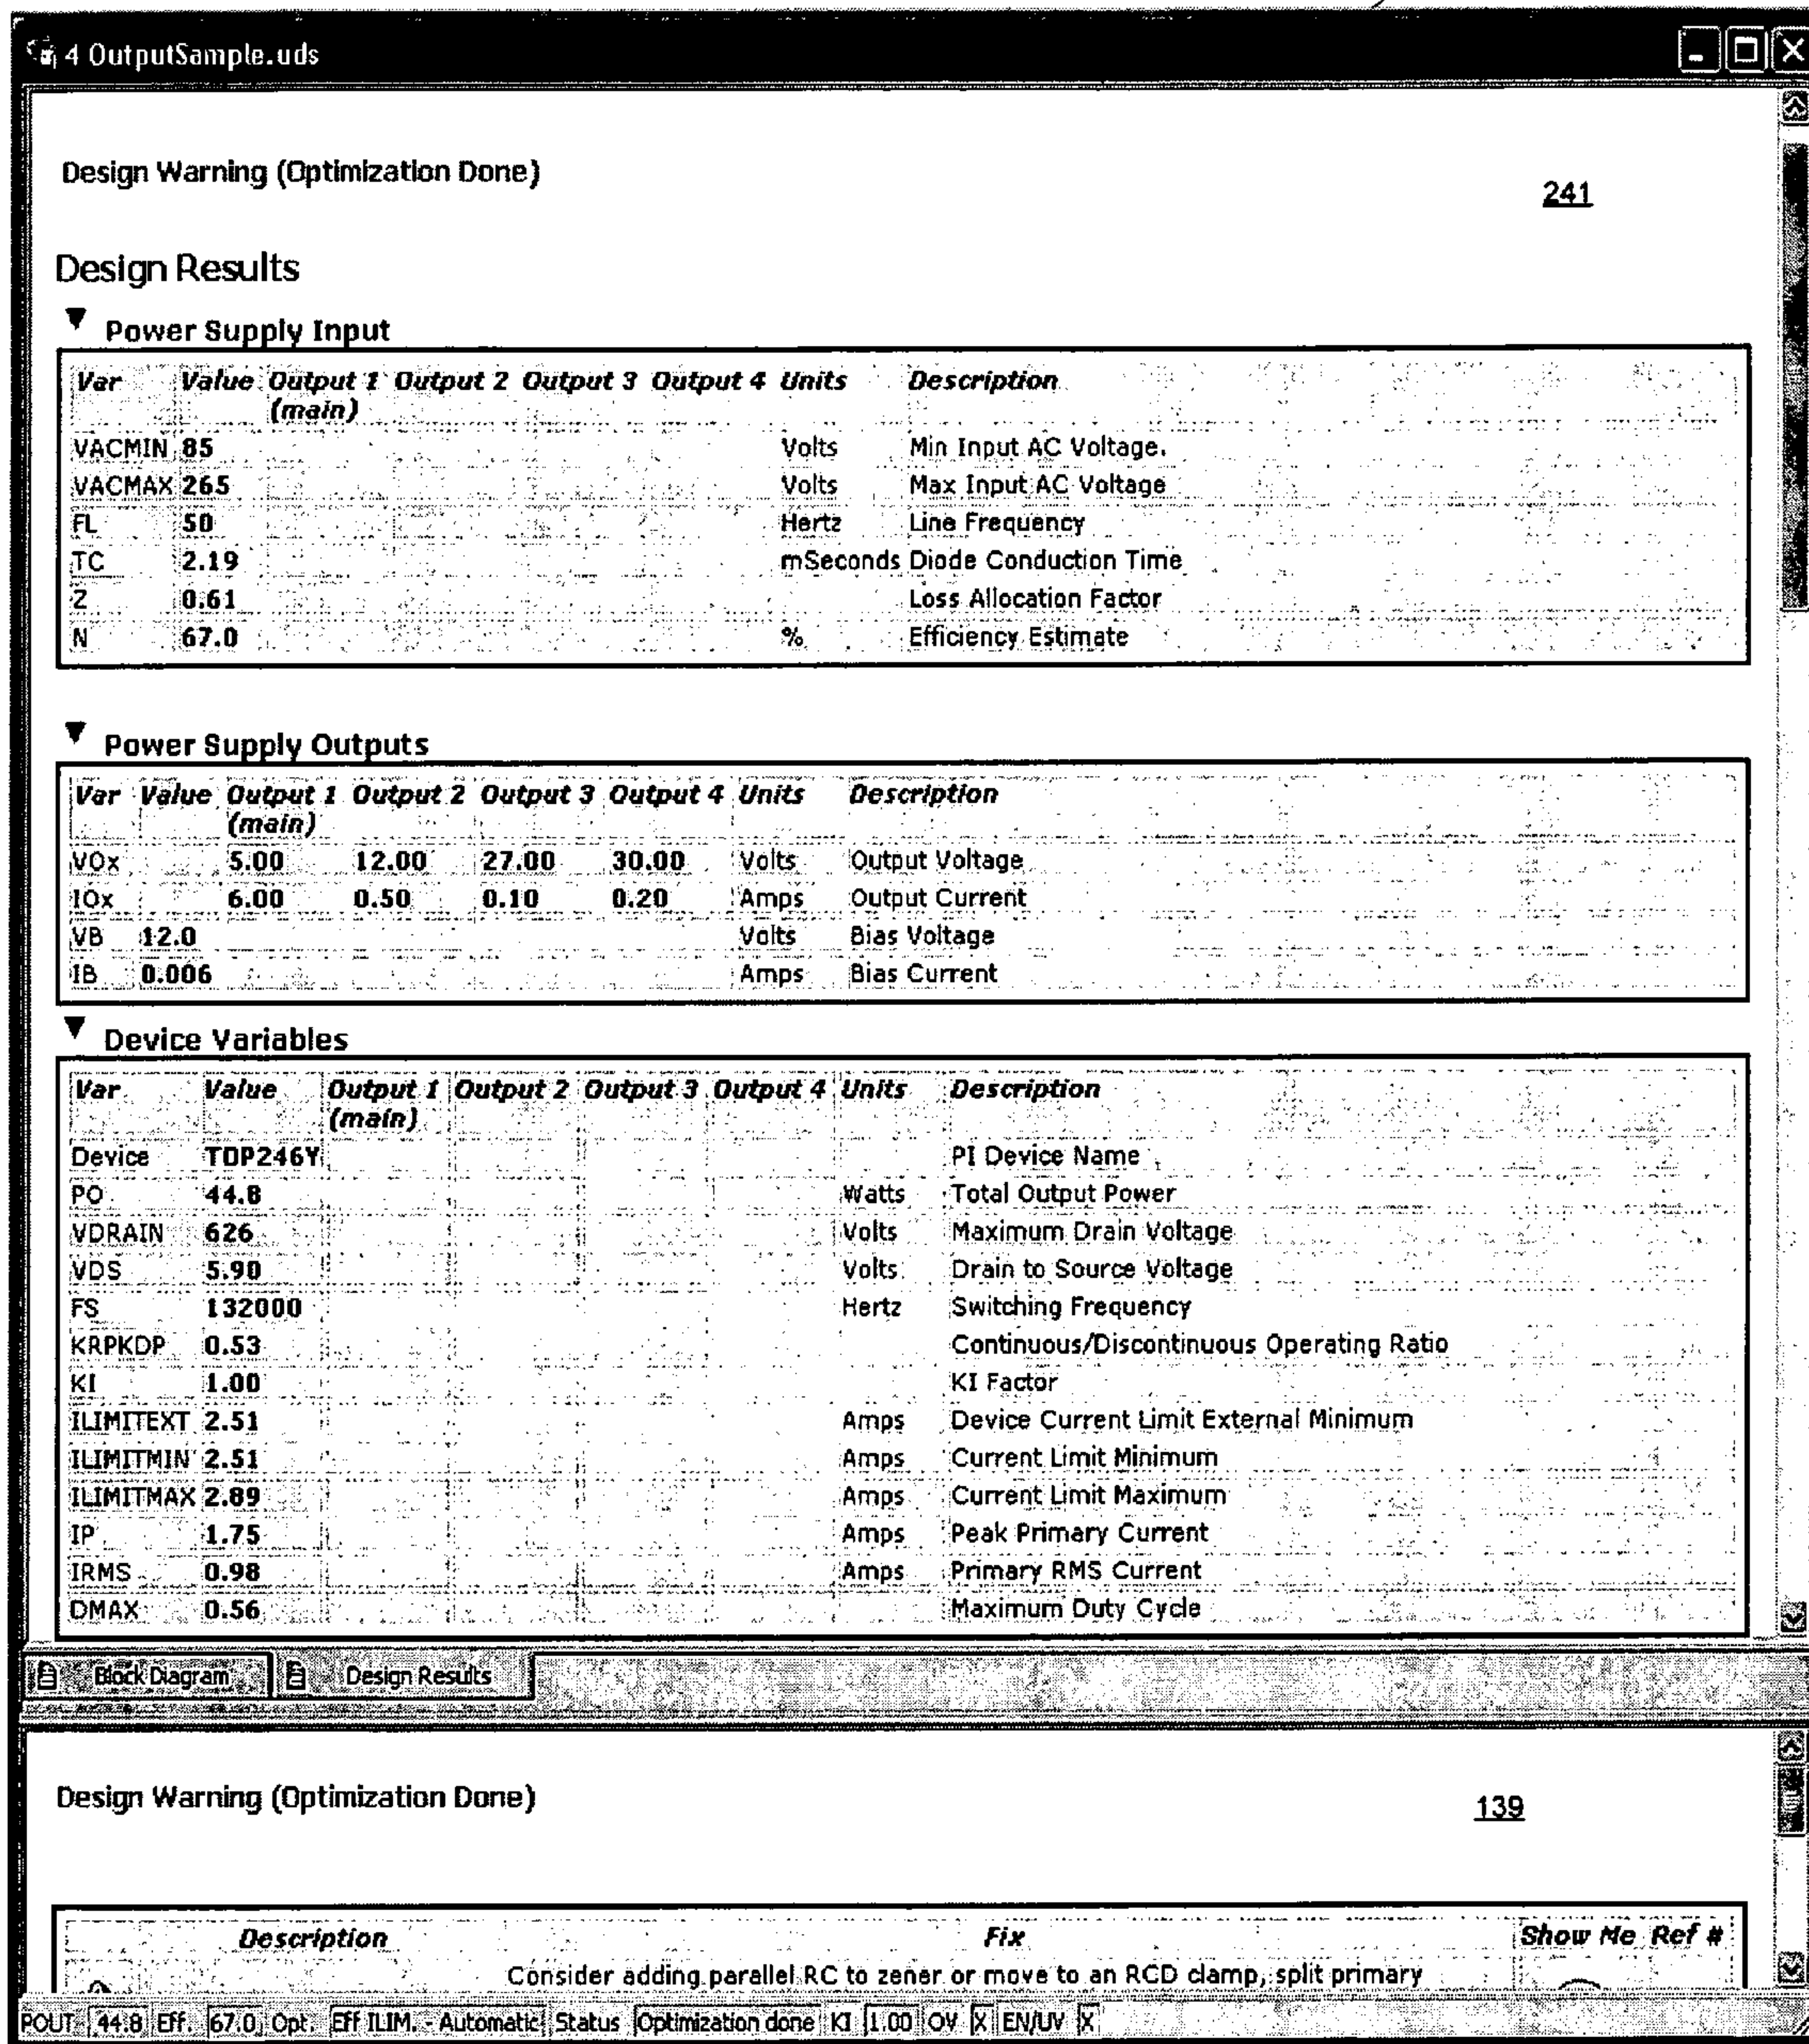 4 OutputSample.uds
Design Warning (Optimization Done)
241
Design Results
Power Supply Input
Var Value Output 1 Output 2 Output 3 Output 4 Units Description
(main)
VACMIN 85 Volts Min Input AC Voltage.
VACMAX 265 Volts Max Input AC Voltage
FL 50 Hertz Line Frequency
TC 2.19 mSeconds Diode Conduction Time
Z 0.61 Loss Allocation Factor
N 67.0 % Efficiency Estimate
Power Supply Outputs
Var Value Output 1 Output 2 Output 3 Output 4 Units Description
(main)
VOx 5.00 12.00 27.00 30.00 Volts Output Voltage
IOx 6.00 0.50 0.10 0.20 Amps Output Current
VB 12.0 Volts Bias Voltage
IB 0.006 Amps Bias Current
Device Variables
Var Value Output 1 Output 2 Output 3 Output 4 Units Description
(main)
Device TOP246Y PI Device Name
PO 44.8 Watts Total Output Power
VDRAIN 626 Volts Maximum Drain Voltage
VDS 5.90 Volts Drain to Source Voltage
FS 132000 Hertz Switching Frequency
KRPKDP 0.53 Continuous/Discontinuous Operating Ratio
KI 1.00 KI Factor
ILIMITEXT 2.51 Amps Device Current Limit External Minimum
ILIMITMIN 2.51 Amps Current Limit Minimum
ILIMITMAX 2.89 Amps Current Limit Maximum
IP 1.75 Amps Peak Primary Current
IRMS 0.98 Amps Primary RMS Current
DMAX 0.56 Maximum Duty Cycle
Block Diagram Design Results
Design Warning (Optimization Done)
139
Description Fix Show Me Ref #
Consider adding parallel RC to zener or move to an RCD clamp, split primary
POUT 44.8 Eff. 67.0 Opt. Eff ILIM. - Automatic Status Optimization done KI 1.00 OV X EN/UV X